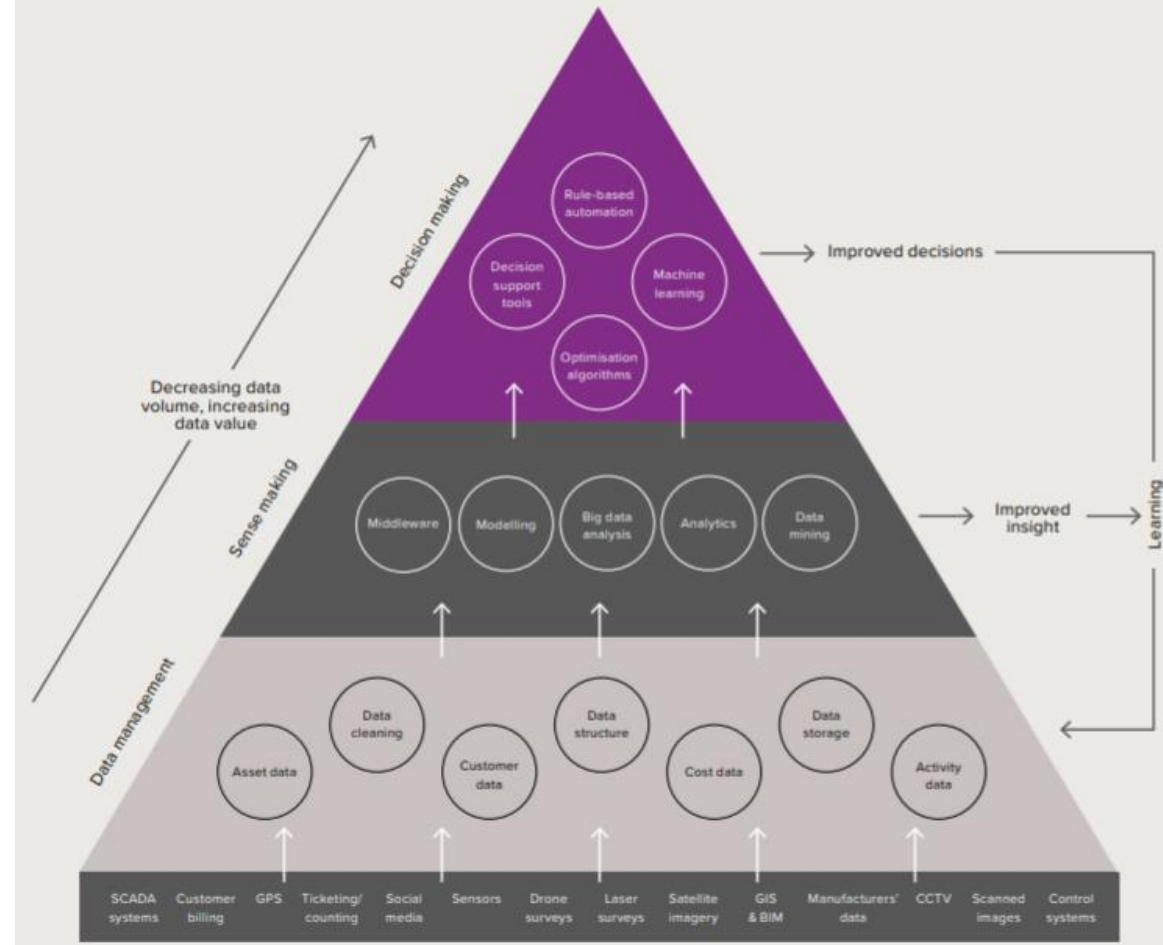 Rule-based
automation
Decision
support
tools
Machine
learning
Optimisation
algorithms
Decision making
Improved decisions
Decreasing data
volume, increasing
data value
Sense making
Middleware
Modelling
Big data
analysis
Analytics
Data
mining
Improved
insight
Learning
Data management
Asset data
Data
cleaning
Customer
data
Data
structure
Cost data
Data
storage
Activity
data
SCADA
systems
Customer
billing
GPS
Ticketing/
counting
Social
media
Sensors
Drone
surveys
Laser
surveys
Satellite
imagery
GIS
& BIM
Manufacturers'
data
CCTV
Scanned
images
Control
systems